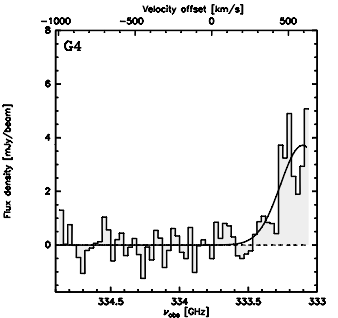 Velocity offset [km/s]
−1000 −500 0 500
G4
8
6
4
2
0
Flux density [mJy/beam]
334.5 334 333.5 333
νobs [GHz]